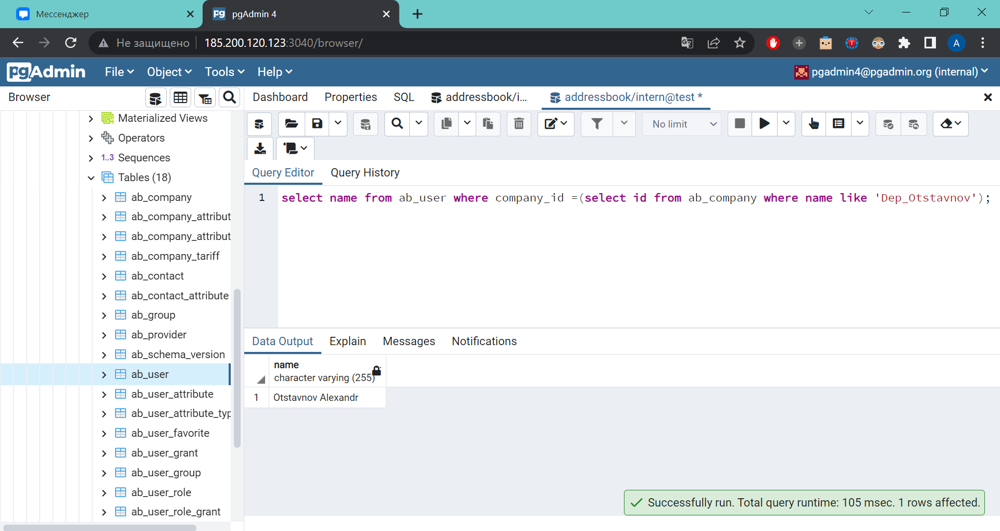 Мессенджер
pgAdmin 4
Не защищено
185.200.120.123:3040/browser/
A
pgAdmin
File
Object
Tools
Help
pgadmin4@pgadmin.org (internal)
Browser
Dashboard
Properties
SQL
addressbook/i...
addressbook/intern@test *
No limit
Materialized Views
Operators
1..3 Sequences
Tables (18)
ab_company
ab_company_attribut
ab_company_attribut
ab_company_tariff
ab_contact
ab_contact_attribute
ab_group
ab_provider
ab_schema_version
ab_user
ab_user_attribute
ab_user_attribute_typ
ab_user_favorite
ab_user_grant
ab_user_group
ab_user_role
ab_user_role_grant
Query Editor
Query History
1 select name from ab_user where company_id =(select id from ab_company where name like 'Dep_Otstavnov');
Data Output
Explain
Messages
Notifications
name
character varying (255)
1 Otstavnov Alexandr
Successfully run. Total query runtime: 105 msec. 1 rows affected.